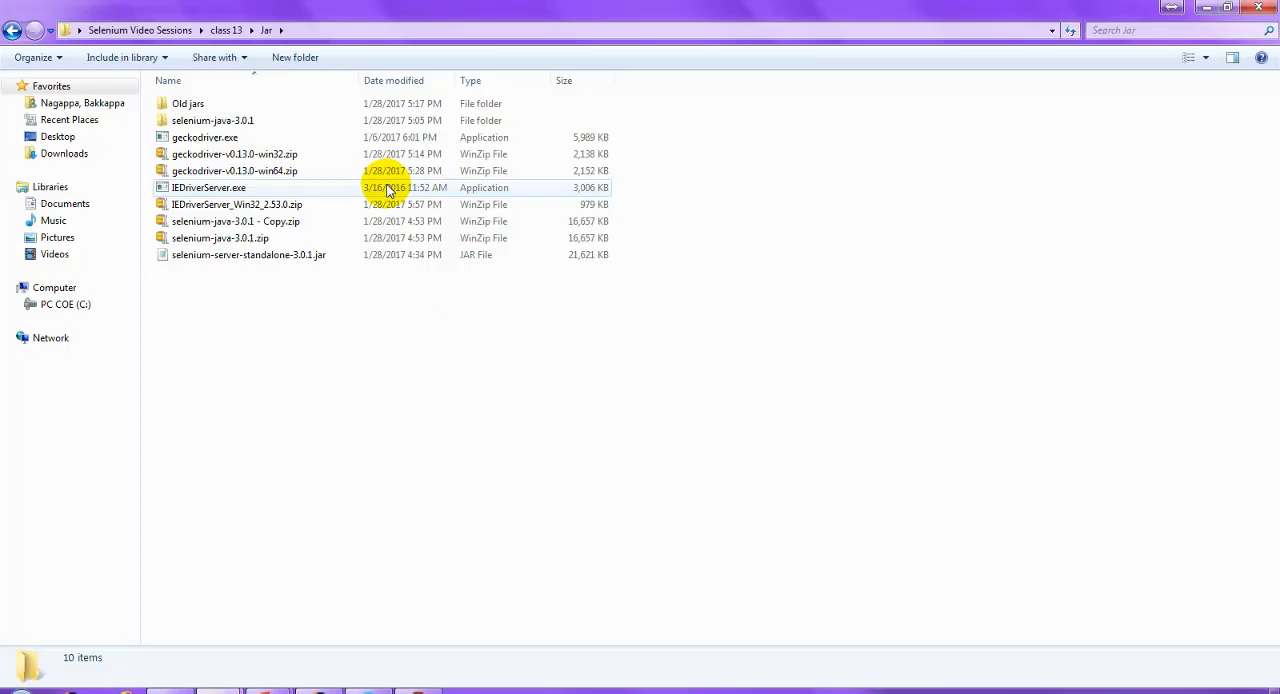 Selenium Video Sessions class 13 Jar Search Jar
Organize Include in library Share with New folder
Name Date modified Type Size
Favorites
Nagappa, Bakkappa
Recent Places
Desktop
Downloads
Libraries
Documents
Music
Pictures
Videos
Computer
PC COE (C:)
Network
Old jars 1/28/2017 5:17 PM File folder
selenium-java-3.0.1 1/28/2017 5:05 PM File folder
geckodriver.exe 1/6/2017 6:01 PM Application 5,989 KB
geckodriver-v0.13.0-win32.zip 1/28/2017 5:14 PM WinZip File 2,138 KB
geckodriver-v0.13.0-win64.zip 1/28/2017 5:28 PM WinZip File 2,152 KB
IEDriverServer.exe 3/16/2016 11:52 AM Application 3,006 KB
IEDriverServer_Win32_2.53.0.zip 1/28/2017 5:57 PM WinZip File 979 KB
selenium-java-3.0.1 - Copy.zip 1/28/2017 4:53 PM WinZip File 16,657 KB
selenium-java-3.0.1.zip 1/28/2017 4:53 PM WinZip File 16,657 KB
selenium-server-standalone-3.0.1.jar 1/28/2017 4:34 PM JAR File 21,621 KB
10 items